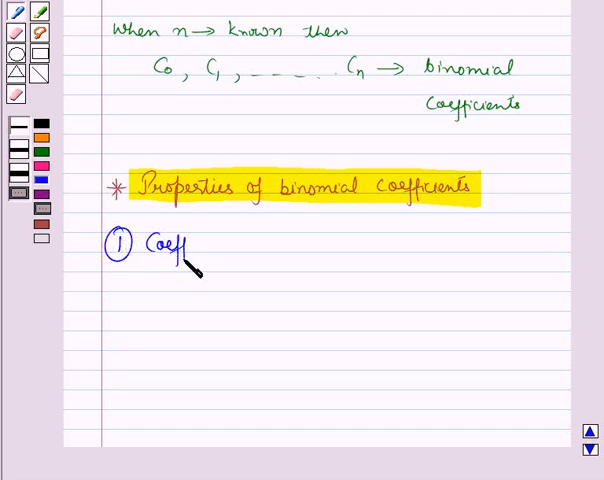 When n → known then
C0, C1, ------- Cn → binomial
coefficients
* Properties of binomial coefficients
① Coeff